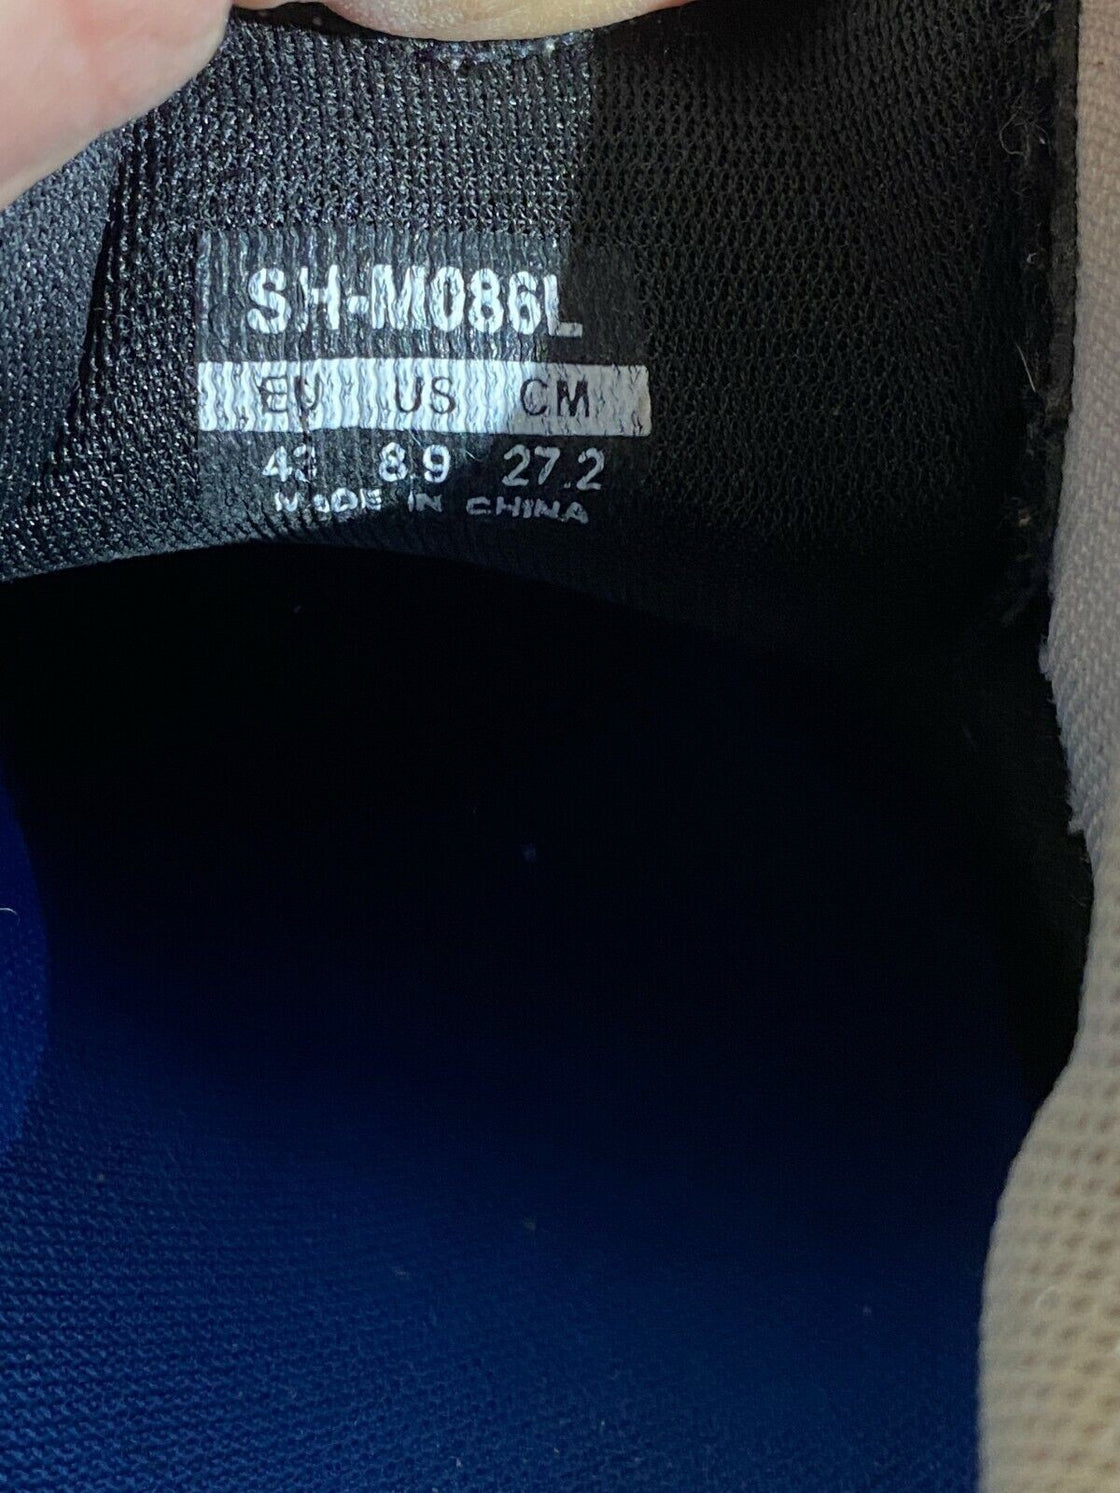 SH-M086L
EU US CM
43 8.9 27.2
MADE IN CHINA